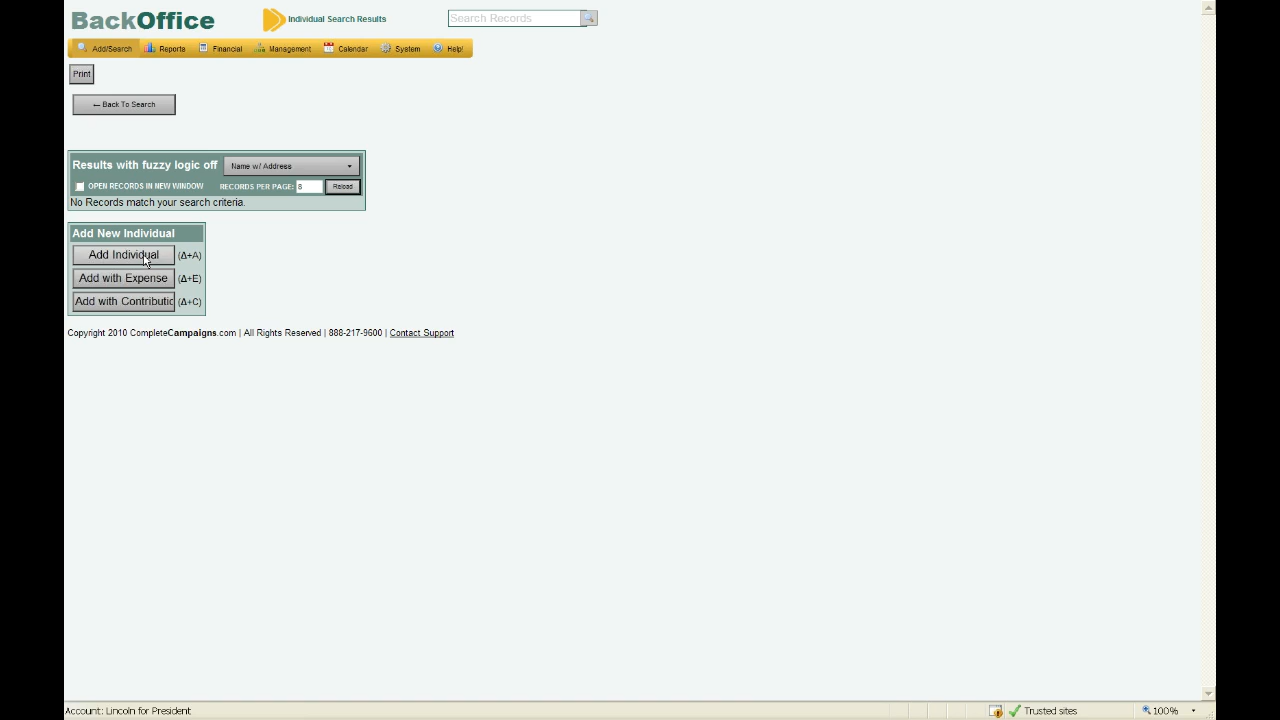 BackOffice
Individual Search Results
Search Records
Add/Search Reports Financial Management Calendar System Help!
Print
← Back To Search
Results with fuzzy logic off Name w/ Address
OPEN RECORDS IN NEW WINDOW RECORDS PER PAGE: 8 Reload
No Records match your search criteria.
Add New Individual
Add Individual (Δ+A)
Add with Expense (Δ+E)
Add with Contributic (Δ+C)
Copyright 2010 CompleteCampaigns.com | All Rights Reserved | 888-217-9600 | Contact Support
Account: Lincoln for President Trusted sites 100%